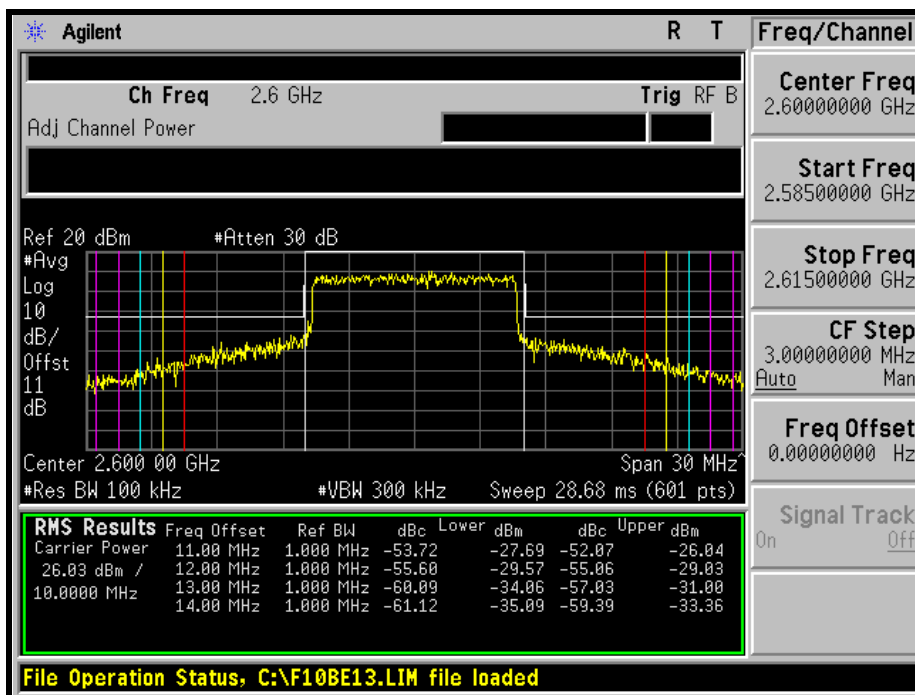 Agilent R T
Freq/Channel
Ch Freq 2.6 GHz Trig RF B
Adj Channel Power
Center Freq
2.60000000 GHz
Start Freq
2.58500000 GHz
Stop Freq
2.61500000 GHz
CF Step
3.00000000 MHz
Auto Man
Freq Offset
0.00000000 Hz
Signal Track
On Off
Ref 20 dBm #Atten 30 dB
#Avg
Log
10
dB/
Offst
11
dB
Center 2.600 00 GHz Span 30 MHz^
#Res BW 100 kHz #VBW 300 kHz Sweep 28.68 ms (601 pts)
RMS Results Freq Offset Ref BW dBc Lower dBm dBc Upper dBm
Carrier Power 11.00 MHz 1.000 MHz -53.72 -27.69 -52.07 -26.04
26.03 dBm / 12.00 MHz 1.000 MHz -55.60 -29.57 -55.06 -29.03
10.0000 MHz 13.00 MHz 1.000 MHz -60.09 -34.06 -57.03 -31.00
14.00 MHz 1.000 MHz -61.12 -35.09 -59.39 -33.36
File Operation Status, C:\F10BE13.LIM file loaded